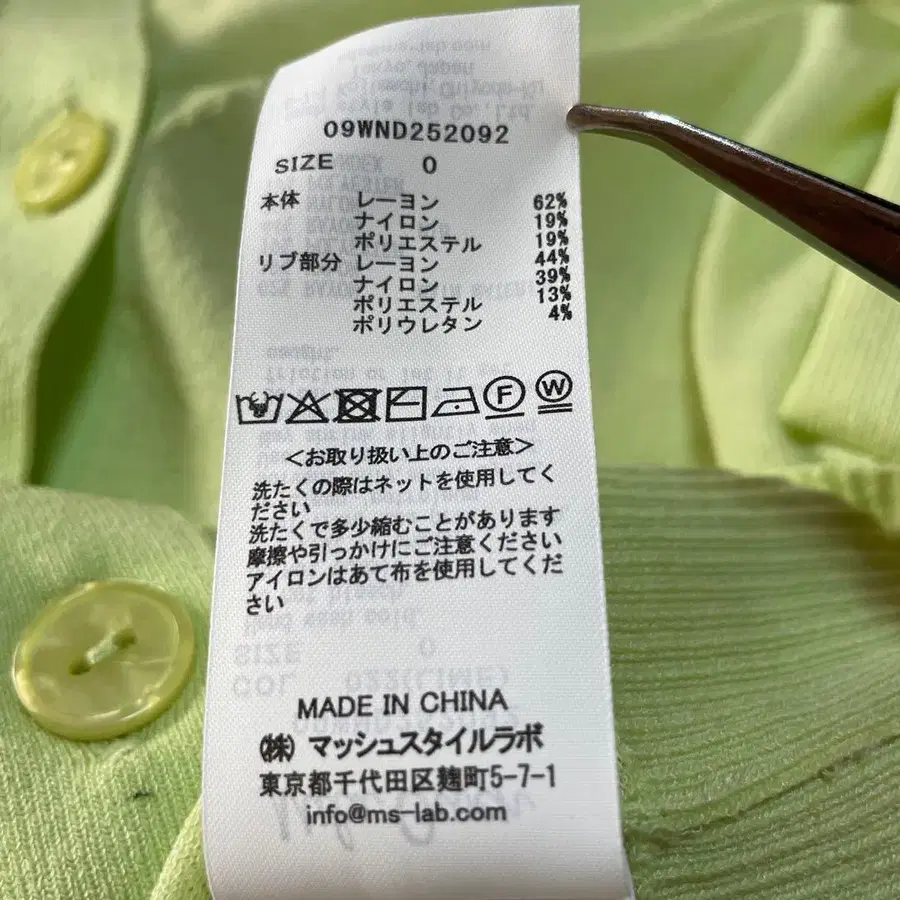 09WND252092
SIZE 0
本体 レーヨン 62%
ナイロン 19%
ポリエステル 19%
リブ部分 レーヨン 44%
ナイロン 39%
ポリエステル 13%
ポリウレタン 4%
F W
<お取り扱い上のご注意>
洗たくの際はネットを使用してく
ださい
洗たくで多少縮むことがあります
摩擦や引っかけにご注意ください
アイロンはあて布を使用してくだ
さい
MADE IN CHINA
㈱ マッシュスタイルラボ
東京都千代田区麹町5-7-1
info@ms-lab.com